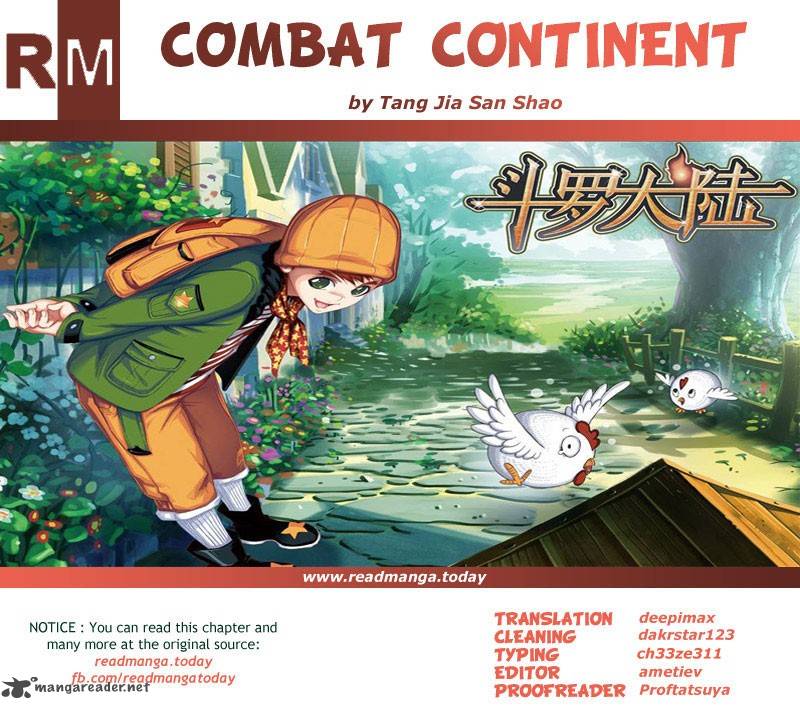 RM
COMBAT CONTINENT
by Tang Jia San Shao
斗罗大陆
www.readmanga.today
NOTICE : You can read this chapter and
many more at the original source:
readmanga.today
fb.com/readmangatoday
mangareader.net
TRANSLATION deepimax
CLEANING dakrstar123
TYPING ch33ze311
EDITOR ametiev
PROOFREADER Proftatsuya